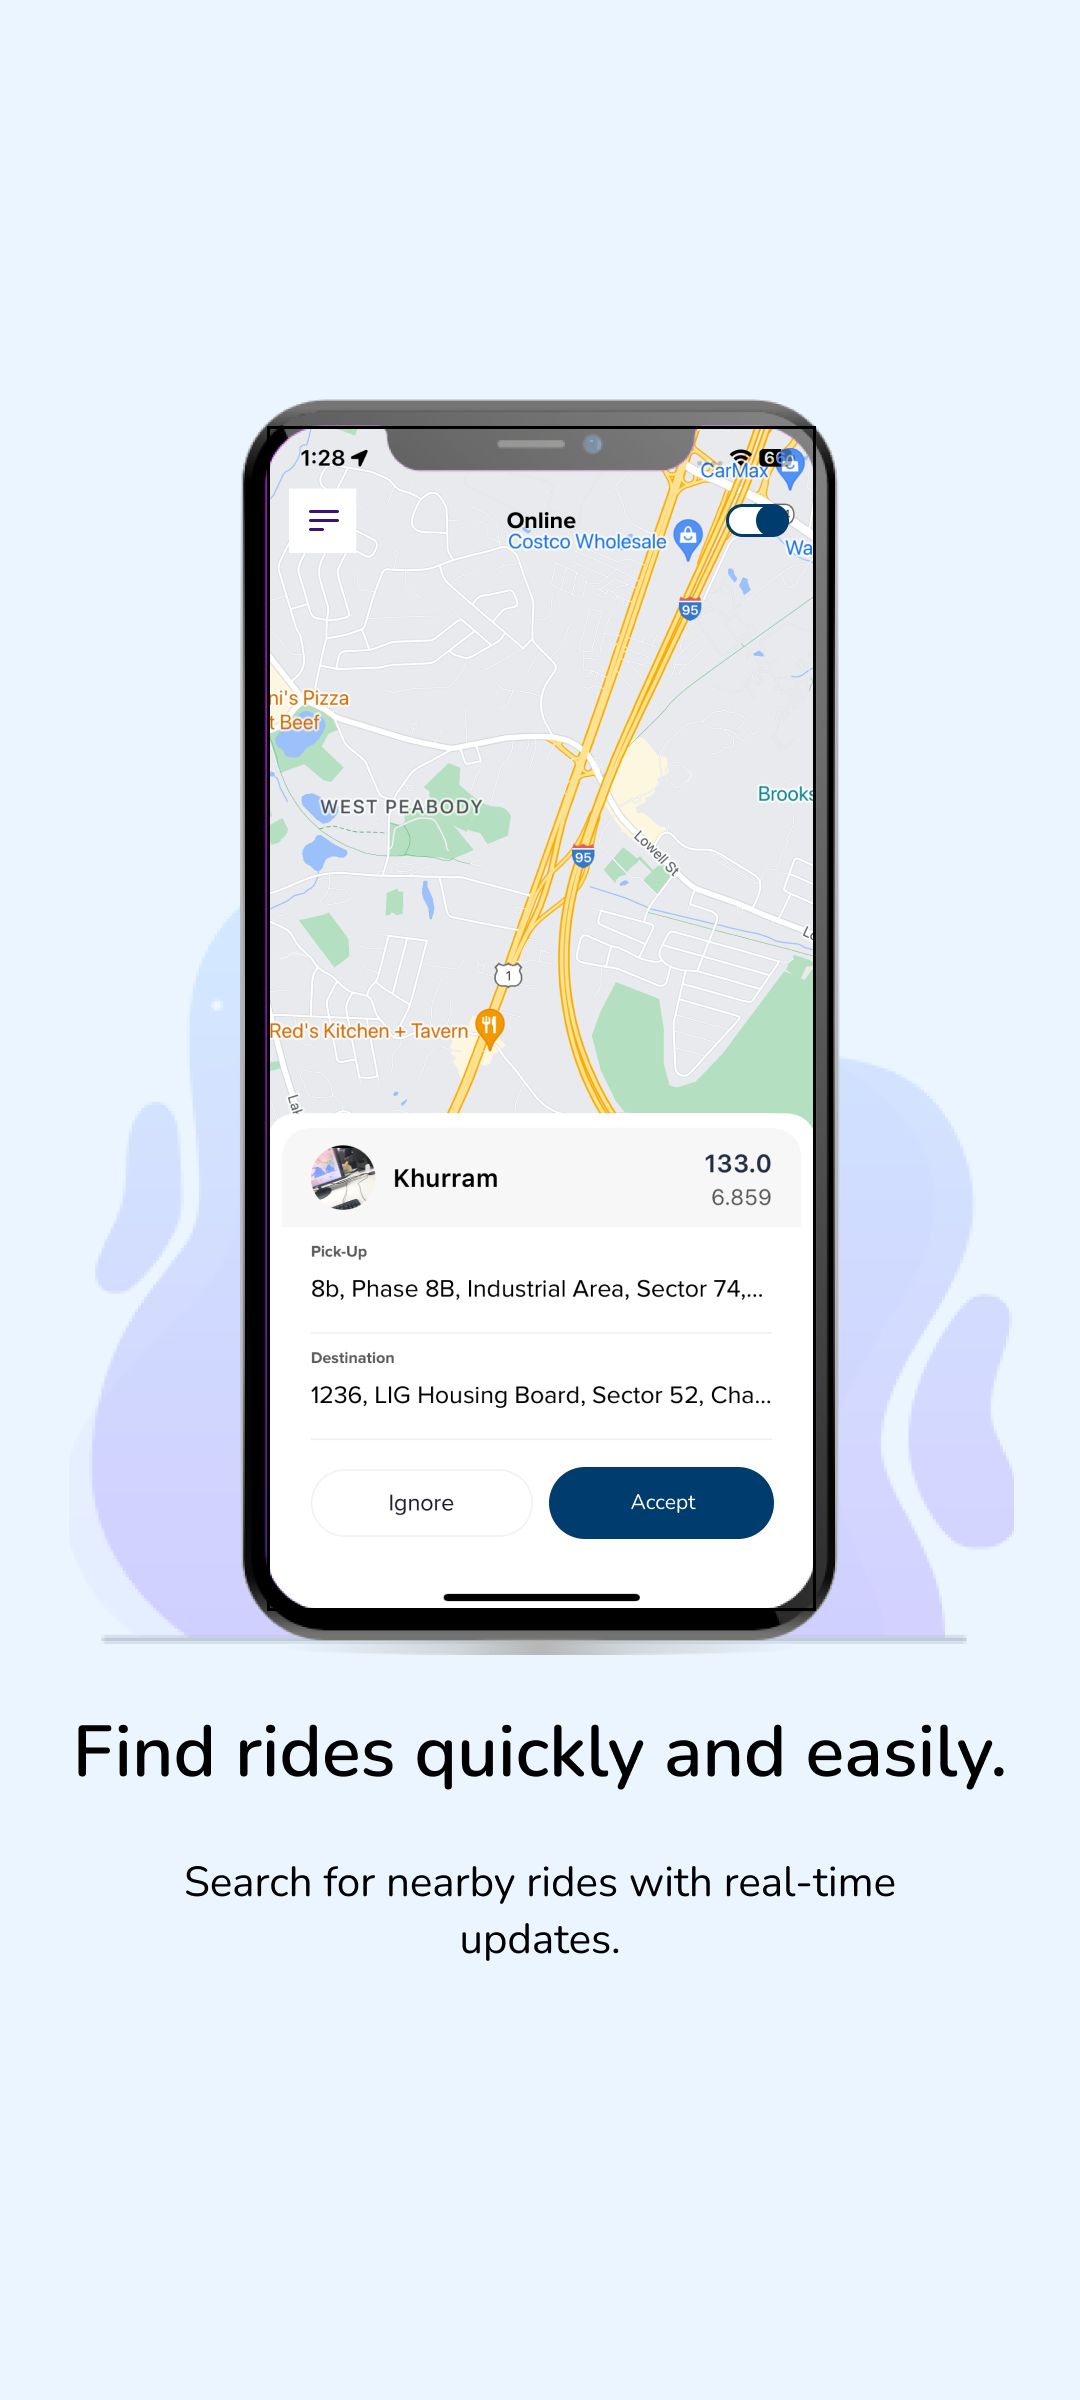 1:28
66
CarMax
Online
Costco Wholesale
Wa
95
ni's Pizza
t Beef
WEST PEABODY
Brooks
Lowell St
95
1
Red's Kitchen + Tavern
Lak
Khurram
133.0
6.859
Pick-Up
8b, Phase 8B, Industrial Area, Sector 74,...
Destination
1236, LIG Housing Board, Sector 52, Cha...
Ignore
Accept
Find rides quickly and easily.
Search for nearby rides with real-time
updates.